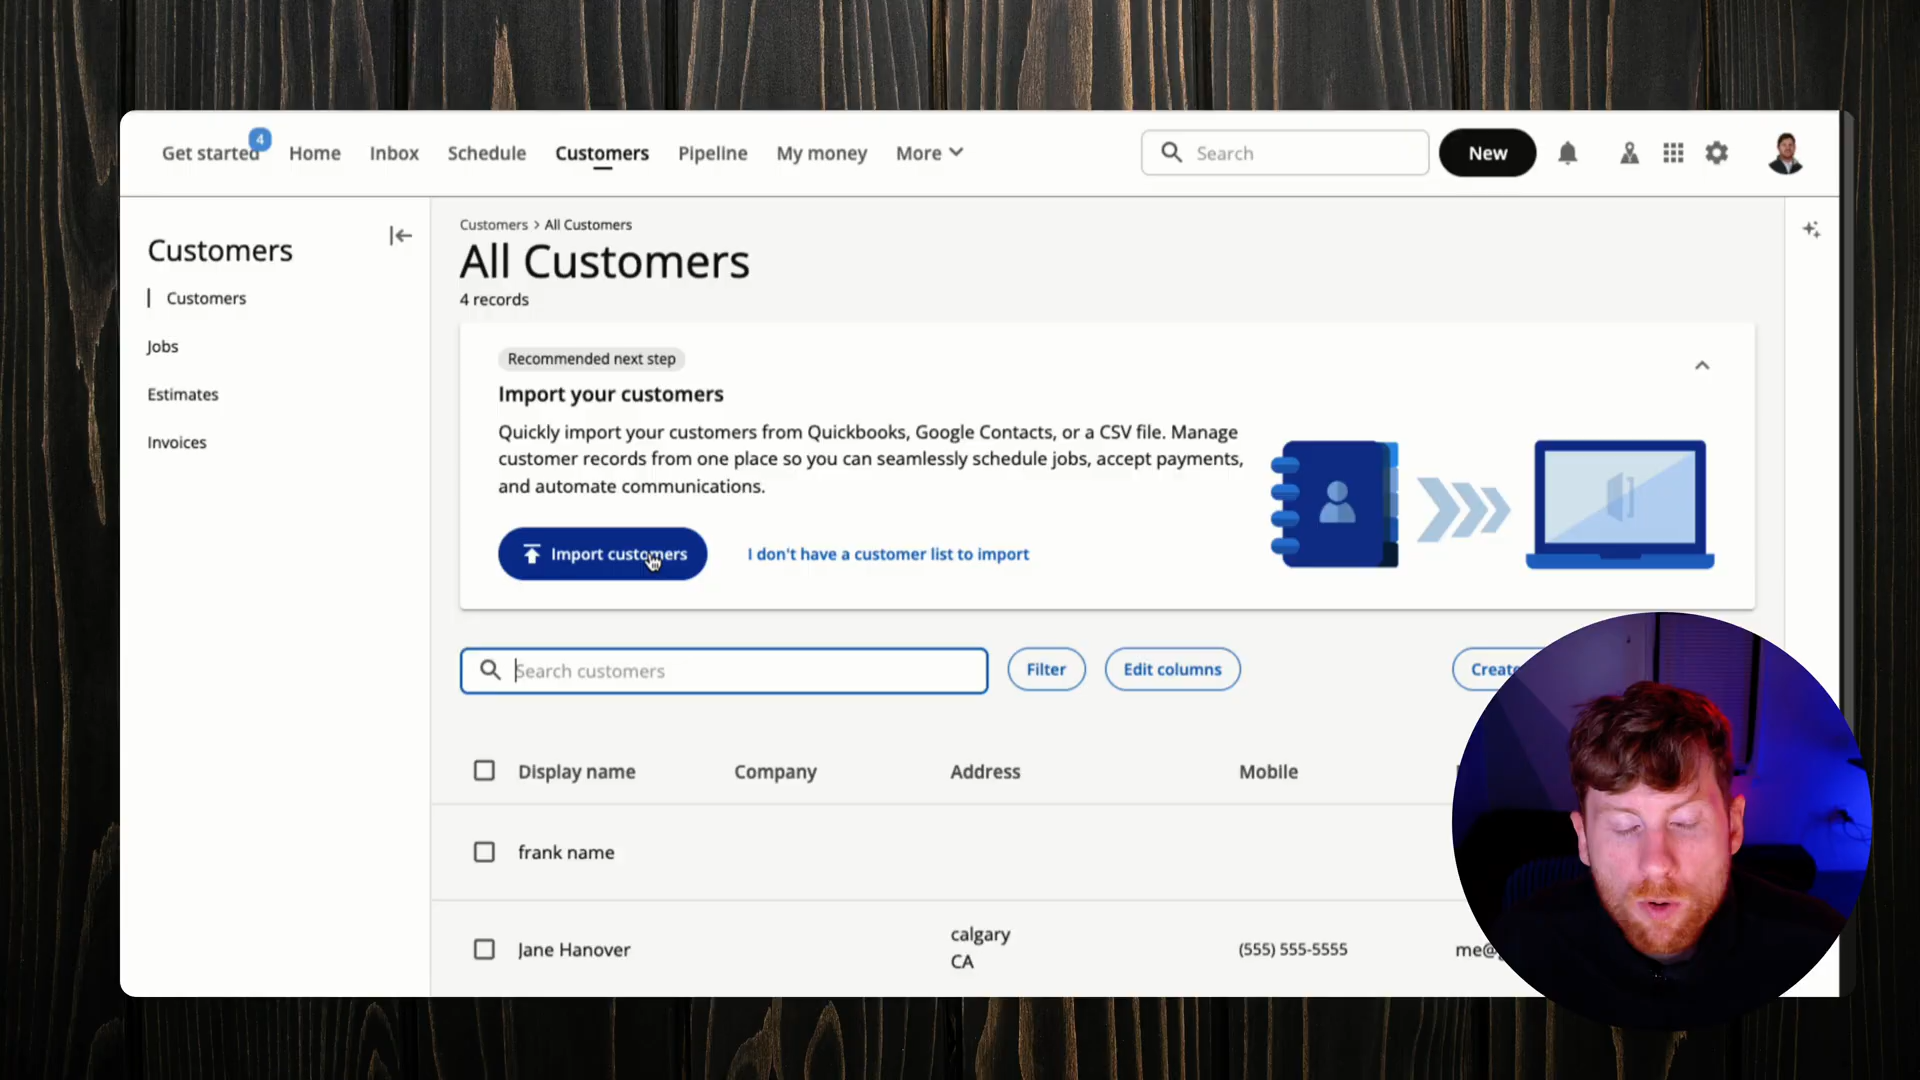 Get started 4 Home Inbox Schedule Customers Pipeline My money More Search New
Customers
Customers
Jobs
Estimates
Invoices
Customers > All Customers
All Customers
4 records
Recommended next step
Import your customers
Quickly import your customers from Quickbooks, Google Contacts, or a CSV file. Manage
customer records from one place so you can seamlessly schedule jobs, accept payments,
and automate communications.
Import customers I don't have a customer list to import
Search customers Filter Edit columns Create
Display name Company Address Mobile
frank name
Jane Hanover calgary CA (555) 555-5555 me@